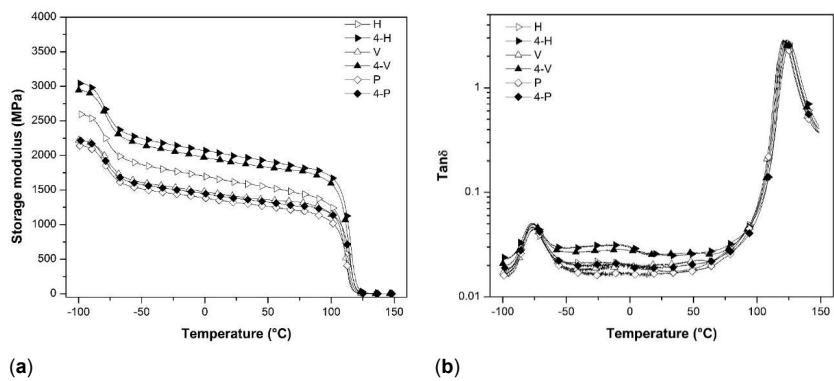 4000
3500
3000
2500
2000
1500
1000
500
0
Storage modulus (MPa)
H
4-H
V
4-V
P
4-P
-100 -50 0 50 100 150
Temperature (°C)
(a)
1
0.1
0.01
Tanδ
H
4-H
V
4-V
P
4-P
-100 -50 0 50 100 150
Temperature (°C)
(b)